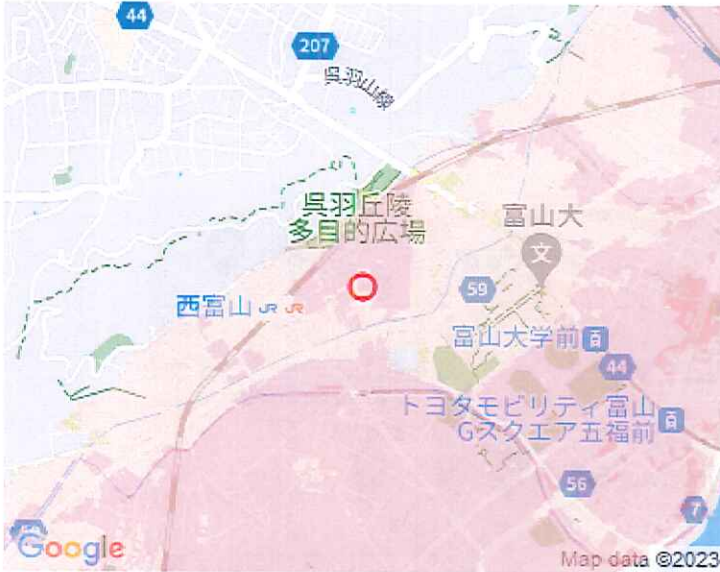 44
207
呉羽山線
呉羽丘陵
多目的広場
富山大
文
西富山 JR JR
59
富山大学前
44
トヨタモビリティ富山
Gスクエア五福前
56
7
Google
Map data ©2023